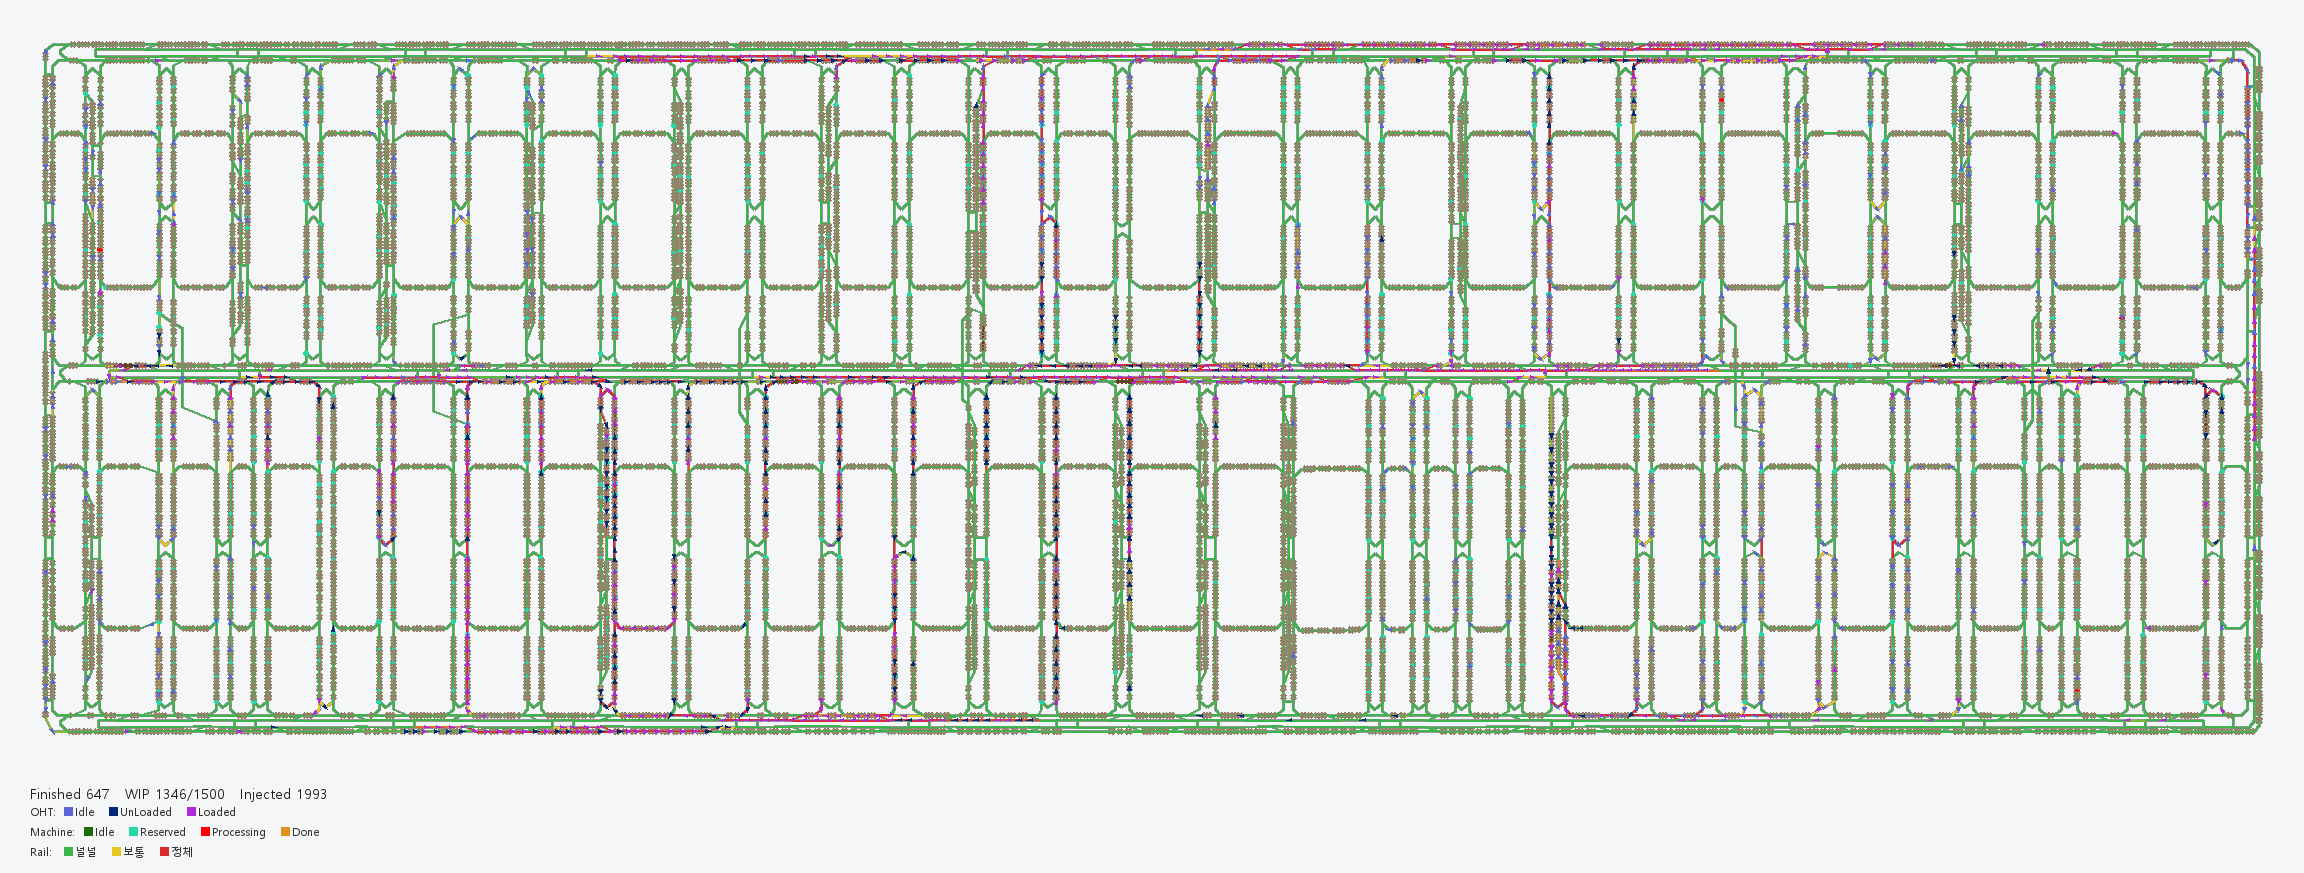 Finished 647 WIP 1346/1500 Injected 1993
OHT: Idle UnLoaded Loaded
Machine: Idle Reserved Processing Done
Rail: 널널 보통 정체